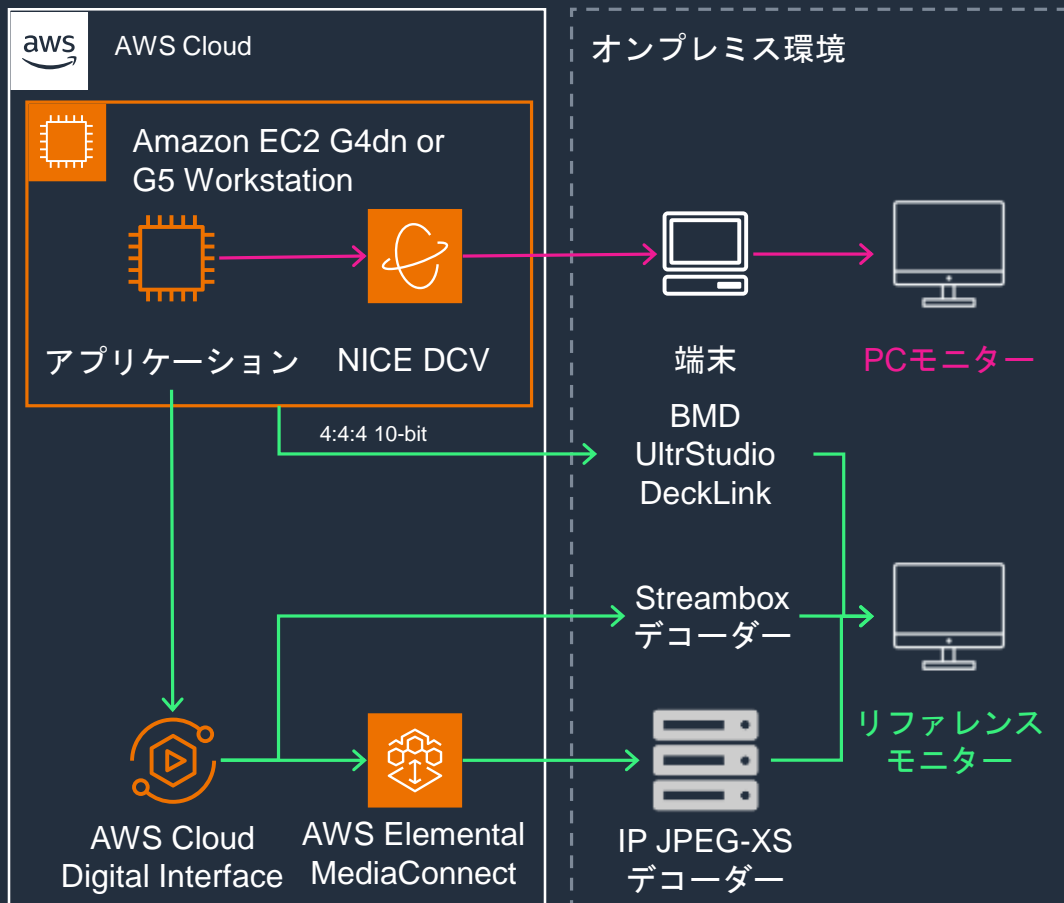 aws
AWS Cloud
オンプレミス環境
Amazon EC2 G4dn or
G5 Workstation
アプリケーション
NICE DCV
端末
PCモニター
4:4:4 10-bit
BMD
UltrStudio
DeckLink
Streambox
デコーダー
リファレンス
モニター
AWS Cloud
Digital Interface
AWS Elemental
MediaConnect
IP JPEG-XS
デコーダー